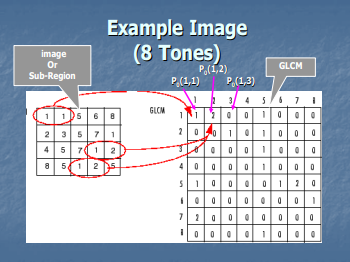 Example Image
(8 Tones)
image
Or
Sub-Region
P₀(1,2)
P₀(1,1)
P₀(1,3)
GLCM
GLCM
1 2 3 4 5 6 7 8
1 1 5 6 8
2 3 5 7 1
4 5 7 1 2
8 5 1 2 5
1 1 2 0 0 1 0 0 0
2 0 0 1 0 1 0 0 0
3 0 0 0 0 1 0 0 0
4 0 0 0 0 1 0 0 0
5 1 0 0 0 0 1 2 0
6 0 0 0 0 0 0 0 1
7 2 0 0 0 0 0 0 0
8 0 0 0 0 1 0 0 0